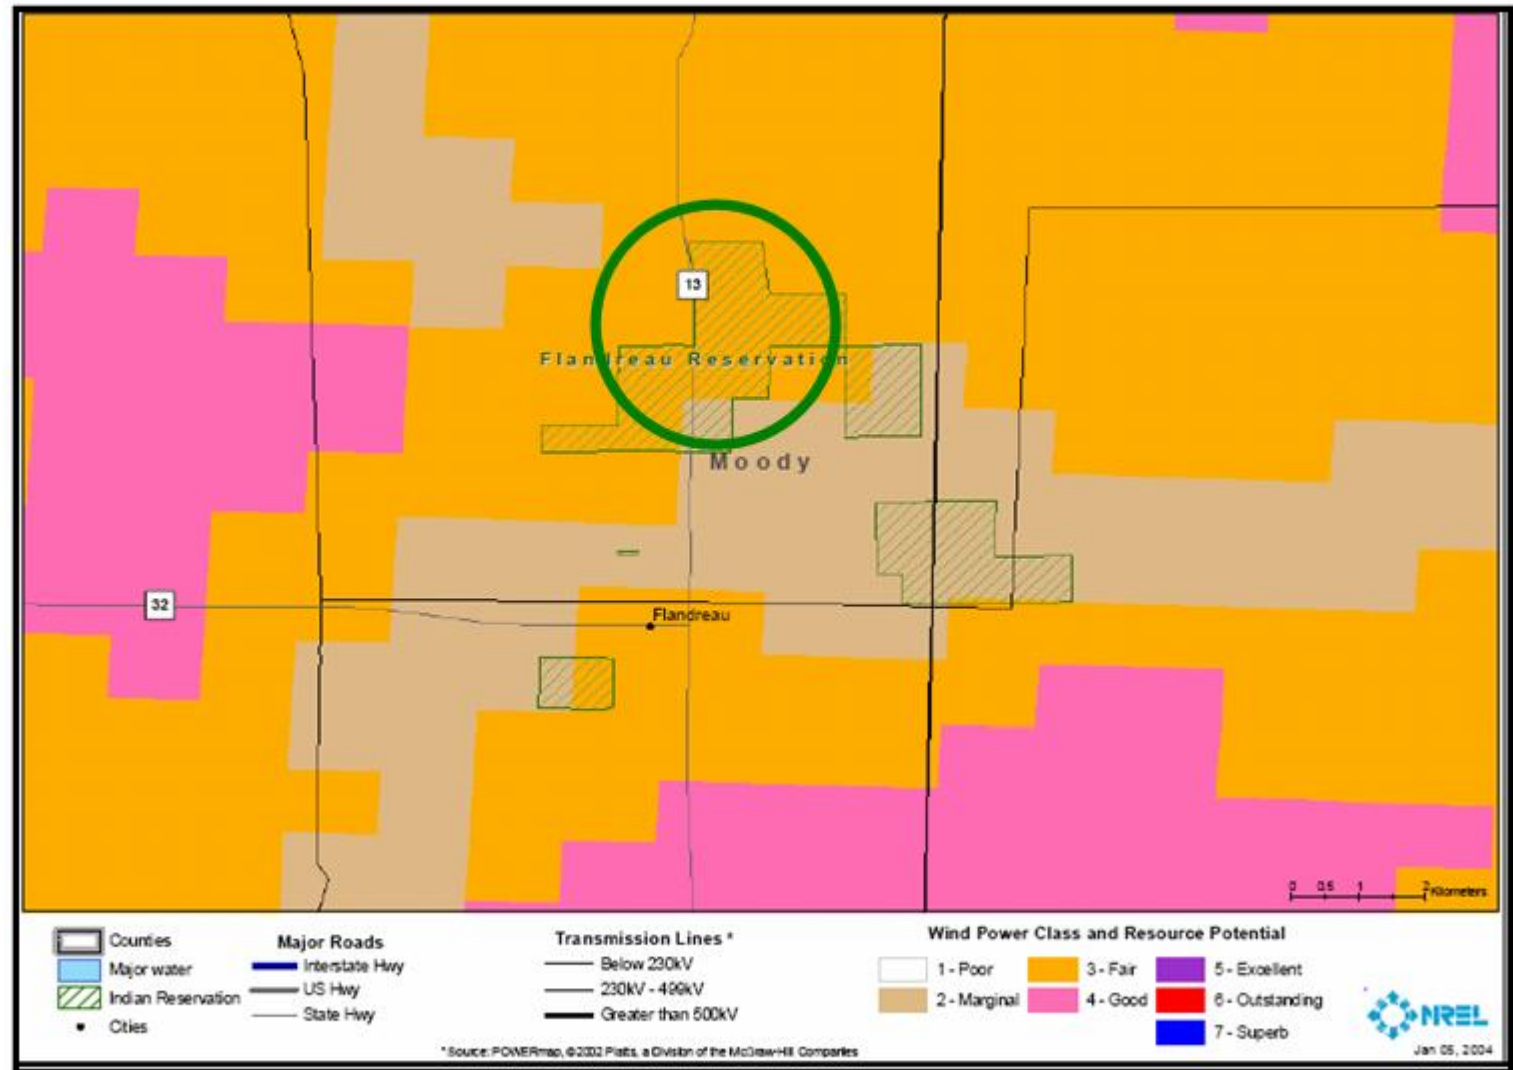 13
Flandreau Reservation
Moody
32
Flandreau
0 0.5 1 2 Kilometers
Counties
Major water
Indian Reservation
Cities
Major Roads
Interstate Hwy
US Hwy
State Hwy
Transmission Lines *
Below 230kV
230kV - 499kV
Greater than 500kV
Wind Power Class and Resource Potential
1 - Poor
2 - Marginal
3 - Fair
4 - Good
5 - Excellent
6 - Outstanding
7 - Superb
NREL
Jan 05, 2004
* Source: POWERmap, ©2002 Platts, a Division of the McGraw-Hill Companies